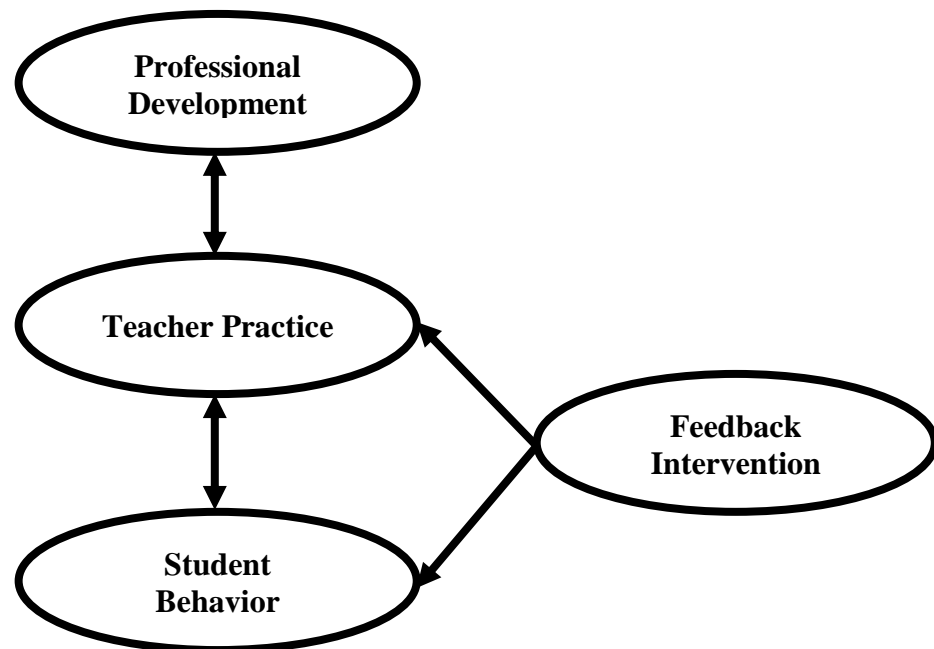 Professional
Development
Teacher Practice
Feedback
Intervention
Student
Behavior